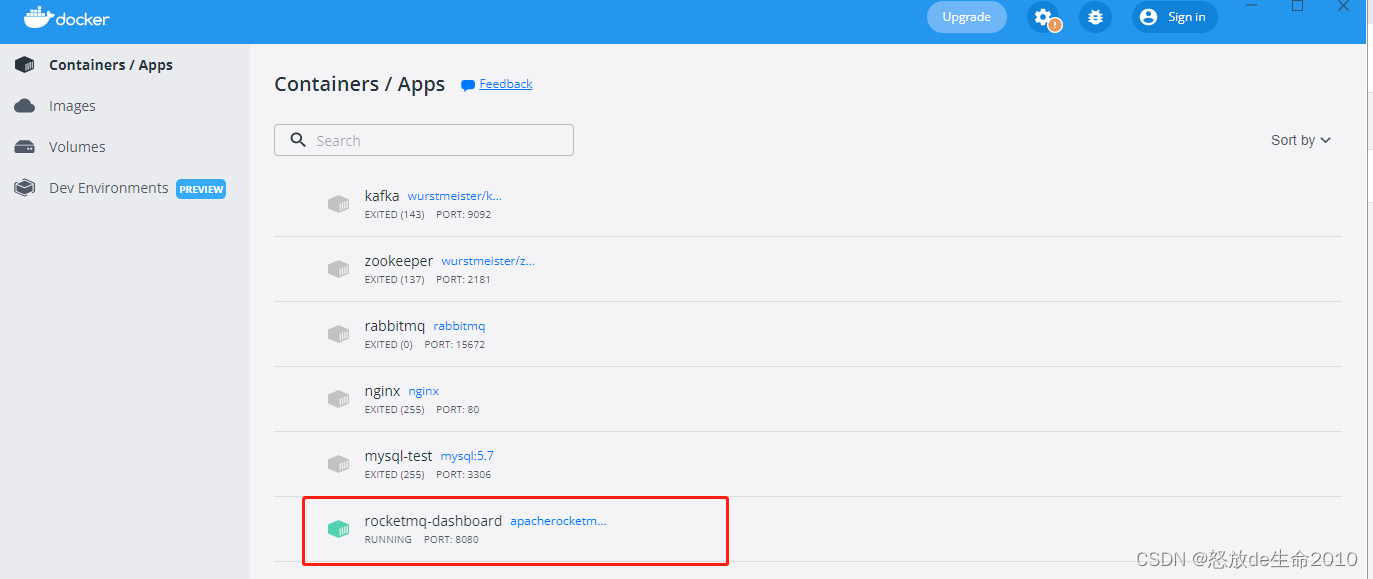 docker
Upgrade
Sign in
Containers / Apps
Images
Volumes
Dev Environments PREVIEW
Containers / Apps Feedback
Search
Sort by
kafka wurstmeister/k...
EXITED (143) PORT: 9092
zookeeper wurstmeister/z...
EXITED (137) PORT: 2181
rabbitmq rabbitmq
EXITED (0) PORT: 15672
nginx nginx
EXITED (255) PORT: 80
mysql-test mysql:5.7
EXITED (255) PORT: 3306
rocketmq-dashboard apacherocketm...
RUNNING PORT: 8080
CSDN @怒放de生命2010